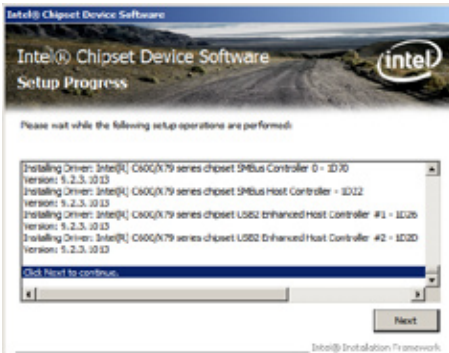 Intel® Chipset Device Software
Intel® Chipset Device Software
intel
Setup Progress
Please wait while the following setup operations are performed:
Installing Driver: Intel(R) C600/X79 series chipset SMBus Controller 0 - 1D70
Version: 9.2.3.1013
Installing Driver: Intel(R) C600/X79 series chipset SMBus Host Controller - 1D22
Version: 9.2.3.1013
Installing Driver: Intel(R) C600/X79 series chipset USB2 Enhanced Host Controller #1 - 1D26
Version: 9.2.3.1013
Installing Driver: Intel(R) C600/X79 series chipset USB2 Enhanced Host Controller #2 - 1D2D
Version: 9.2.3.1013
Click Next to continue.
Next
Intel® Installation Framework